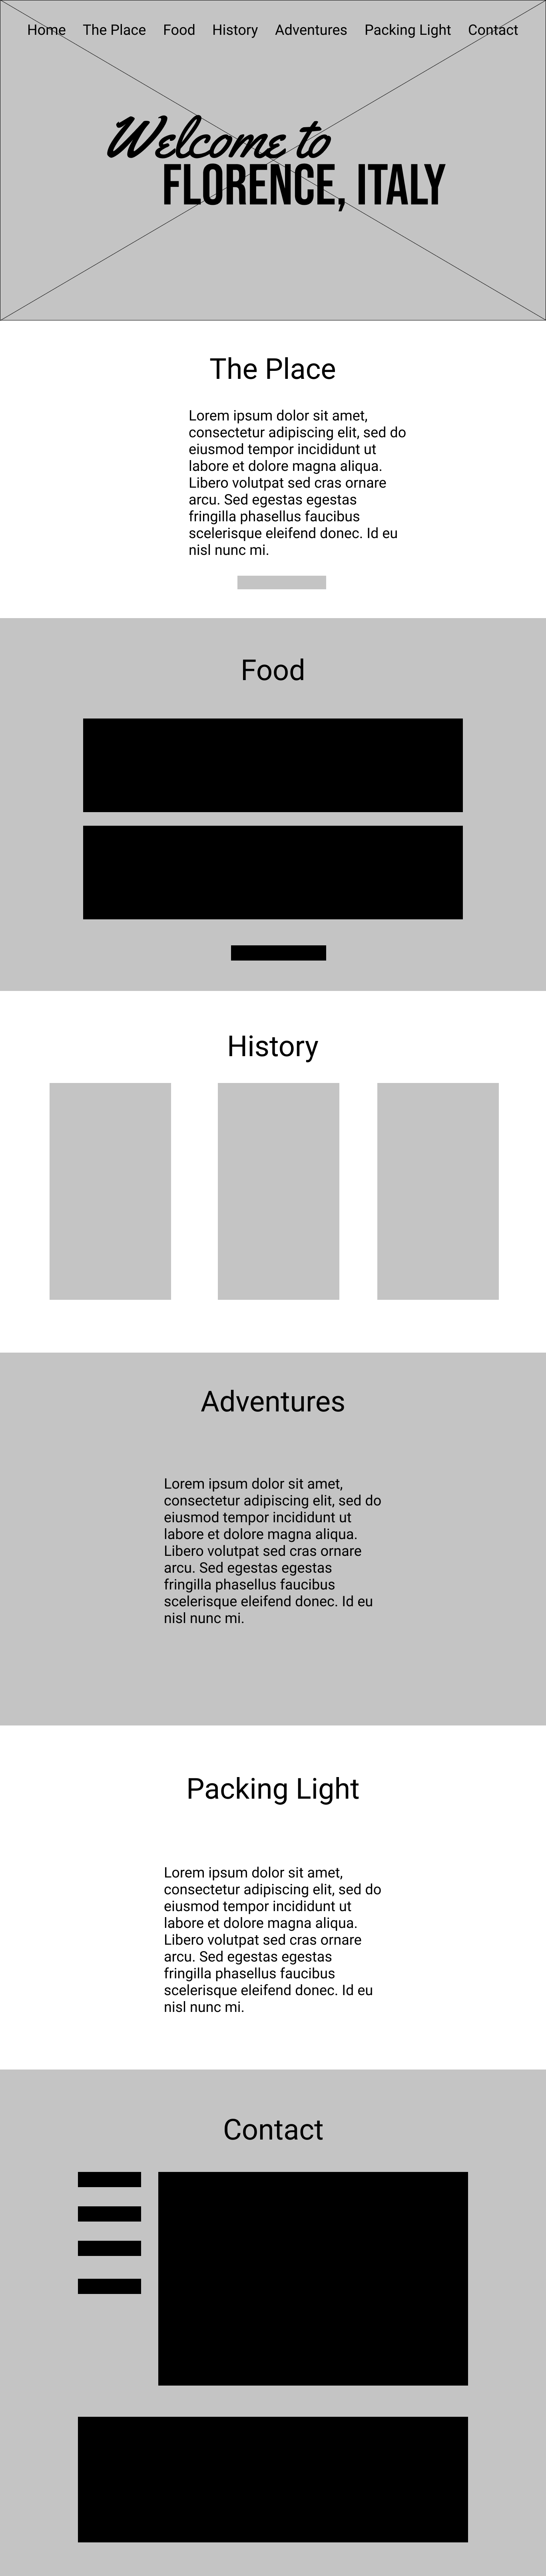 Home The Place Food History Adventures Packing Light Contact
Welcome to
FLORENCE, ITALY
The Place
Lorem ipsum dolor sit amet,
consectetur adipiscing elit, sed do
eiusmod tempor incididunt ut
labore et dolore magna aliqua.
Libero volutpat sed cras ornare
arcu. Sed egestas egestas
fringilla phasellus faucibus
scelerisque eleifend donec. Id eu
nisl nunc mi.
Food
History
Adventures
Lorem ipsum dolor sit amet,
consectetur adipiscing elit, sed do
eiusmod tempor incididunt ut
labore et dolore magna aliqua.
Libero volutpat sed cras ornare
arcu. Sed egestas egestas
fringilla phasellus faucibus
scelerisque eleifend donec. Id eu
nisl nunc mi.
Packing Light
Lorem ipsum dolor sit amet,
consectetur adipiscing elit, sed do
eiusmod tempor incididunt ut
labore et dolore magna aliqua.
Libero volutpat sed cras ornare
arcu. Sed egestas egestas
fringilla phasellus faucibus
scelerisque eleifend donec. Id eu
nisl nunc mi.
Contact